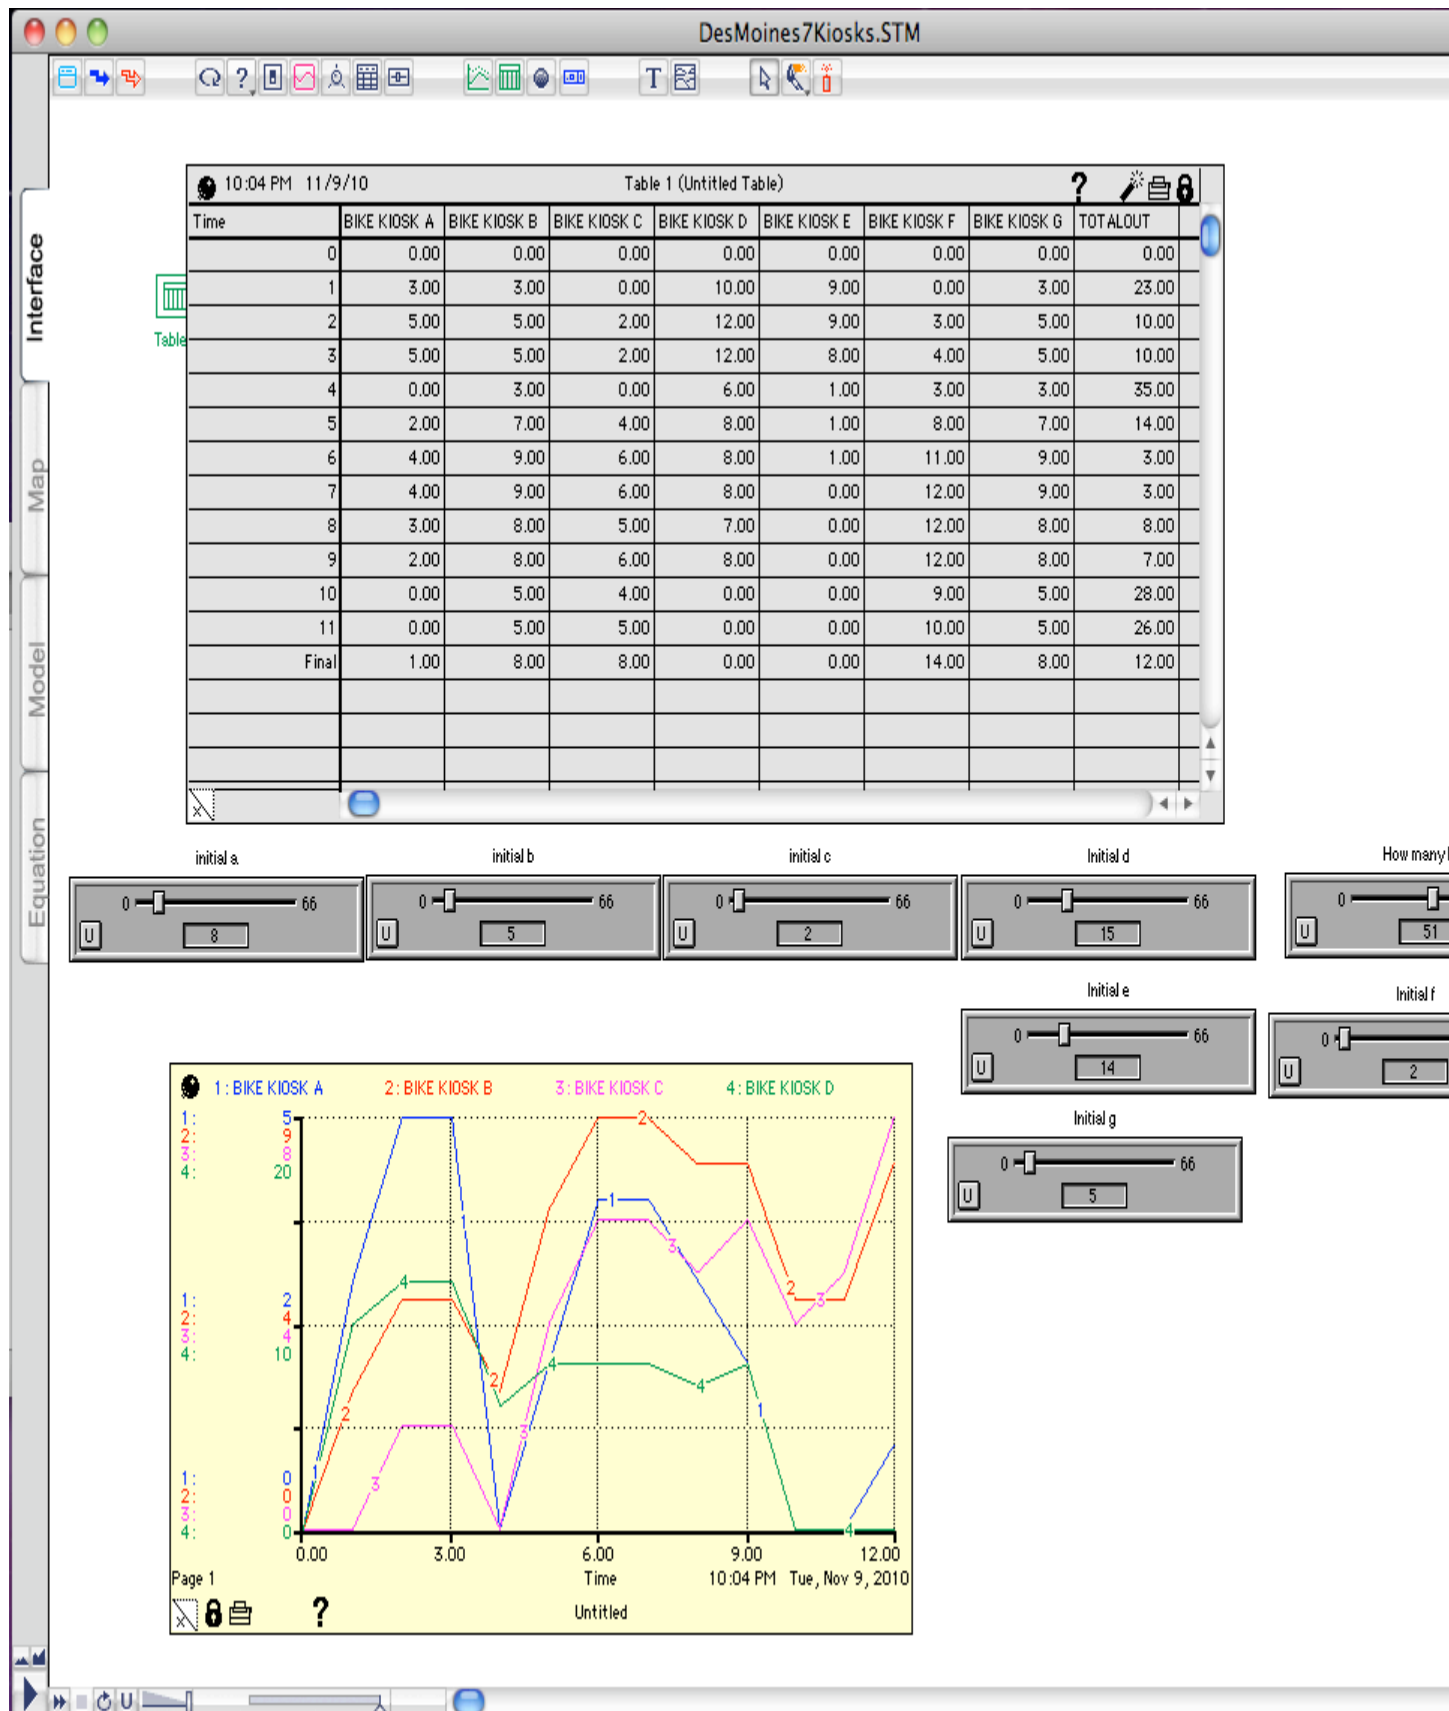 DesMoines7Kiosks.STM
T
Interface
Map
Model
Equation
Table
10:04 PM 11/9/10 Table 1 (Untitled Table) ?
Time BIKE KIOSK A BIKE KIOSK B BIKE KIOSK C BIKE KIOSK D BIKE KIOSK E BIKE KIOSK F BIKE KIOSK G TOTALOUT
0 0.00 0.00 0.00 0.00 0.00 0.00 0.00 0.00
1 3.00 3.00 0.00 10.00 9.00 0.00 3.00 23.00
2 5.00 5.00 2.00 12.00 9.00 3.00 5.00 10.00
3 5.00 5.00 2.00 12.00 8.00 4.00 5.00 10.00
4 0.00 3.00 0.00 6.00 1.00 3.00 3.00 35.00
5 2.00 7.00 4.00 8.00 1.00 8.00 7.00 14.00
6 4.00 9.00 6.00 8.00 1.00 11.00 9.00 3.00
7 4.00 9.00 6.00 8.00 0.00 12.00 9.00 3.00
8 3.00 8.00 5.00 7.00 0.00 12.00 8.00 8.00
9 2.00 8.00 6.00 8.00 0.00 12.00 8.00 7.00
10 0.00 5.00 4.00 0.00 0.00 9.00 5.00 28.00
11 0.00 5.00 5.00 0.00 0.00 10.00 5.00 26.00
Final 1.00 8.00 8.00 0.00 0.00 14.00 8.00 12.00
initial a initial b initial c Initial d How many
0 66 0 66 0 66 0 66 0
U 8 U 5 U 2 U 15 U 51
Initial e Initial f
0 66 0
U 14 U 2
Initial g
0 66
U 5
1: BIKE KIOSK A 2: BIKE KIOSK B 3: BIKE KIOSK C 4: BIKE KIOSK D
1: 5
2: 9
3: 8
4: 20
1: 2
2: 4
3: 4
4: 10
1: 0
2: 0
3: 0
4: 0
0.00 3.00 6.00 9.00 12.00
Page 1 Time 10:04 PM Tue, Nov 9, 2010
? Untitled
U